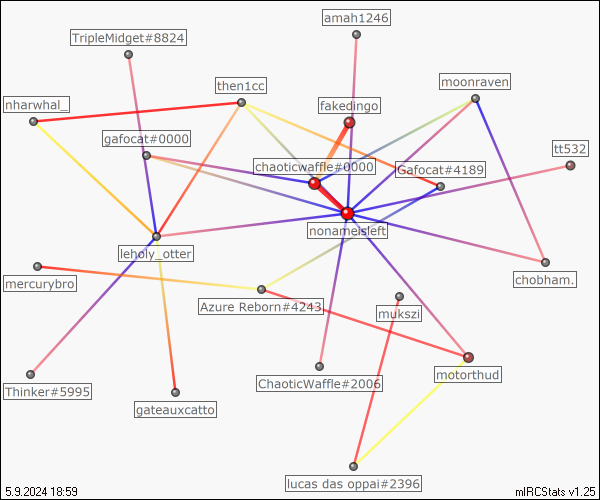 amah1246
TripleMidget#8824
moonraven
then1cc
nharwhal_
fakedingo
gafocat#0000
tt532
chaoticwaffle#0000
Gafocat#4189
nonameisleft
leholy_otter
chobham.
mercurybro
Azure Reborn#4243
mukszi
motorthud
ChaoticWaffle#2006
Thinker#5995
gateauxcatto
lucas das oppai#2396
5.9.2024 18:59
mIRCStats v1.25